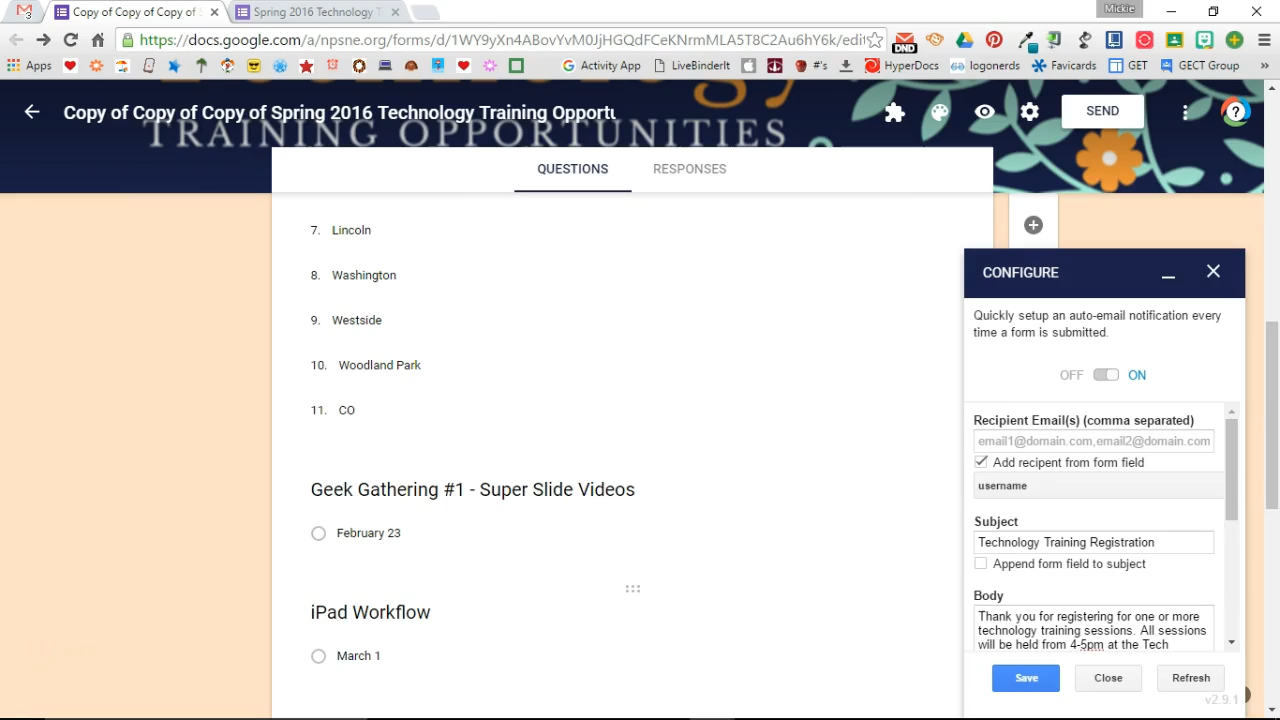 3
Copy of Copy of Copy of S
Spring 2016 Technology T
Mickie
https://docs.google.com/a/npsne.org/forms/d/1WY9yXn4ABovYvM0JjHGQdFCeKNrmMLA5T8C2Au6hY6k/edit
DND
Apps
Activity App
LiveBinderIt
#'s
HyperDocs
logonerds
Favicards
GET
GECT Group
»
Copy of Copy of Copy of Spring 2016 Technology Training Opportu
SEND
TRAINING OPPORTUNITIES
QUESTIONS
RESPONSES
7. Lincoln
8. Washington
9. Westside
10. Woodland Park
11. CO
Geek Gathering #1 - Super Slide Videos
February 23
iPad Workflow
March 1
CONFIGURE
Quickly setup an auto-email notification every
time a form is submitted.
OFF
ON
Recipient Email(s) (comma separated)
email1@domain.com,email2@domain.com
Add recipent from form field
username
Subject
Technology Training Registration
Append form field to subject
Body
Thank you for registering for one or more
technology training sessions. All sessions
will be held from 4-5pm at the Tech
Save
Close
Refresh
v2.9.1